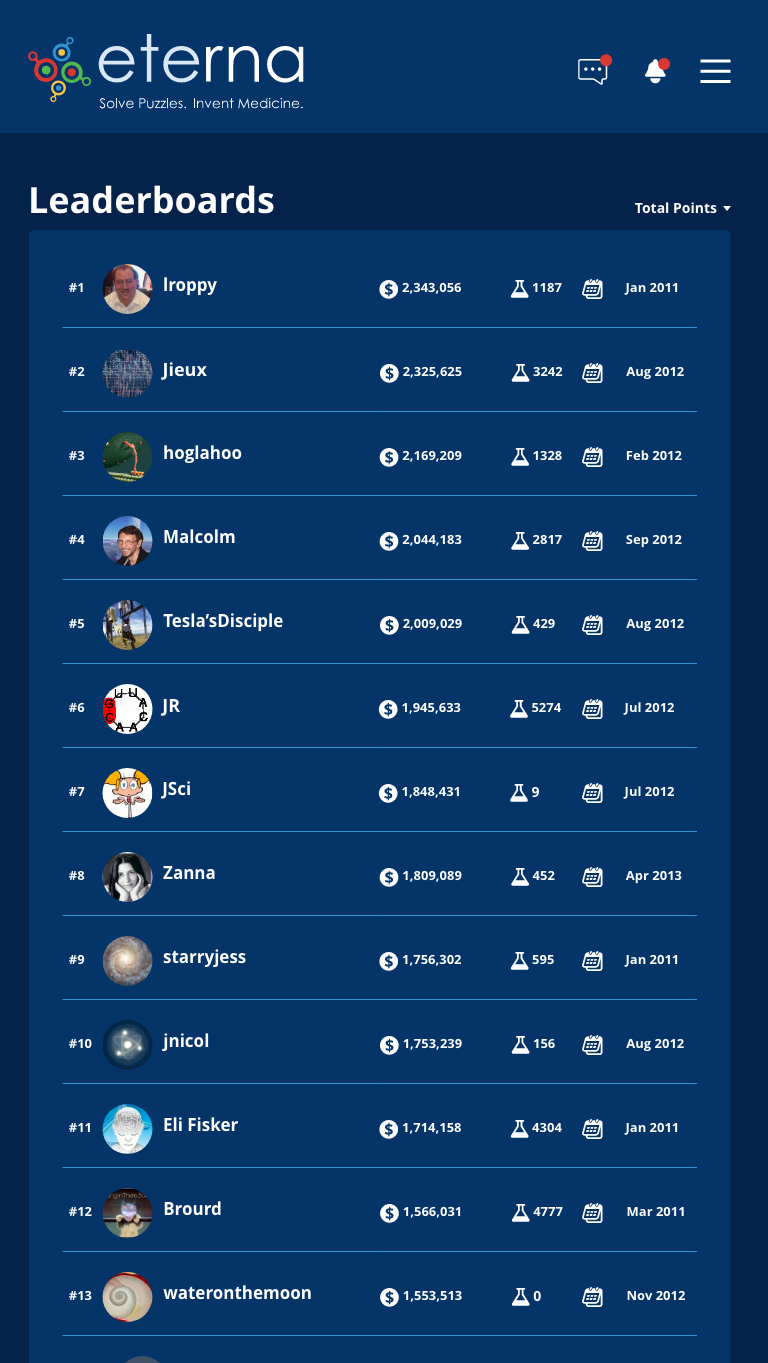 eterna
Solve Puzzles. Invent Medicine.
Leaderboards
Total Points
#1 lroppy 2,343,056 1187 Jan 2011
#2 Jieux 2,325,625 3242 Aug 2012
#3 hoglahoo 2,169,209 1328 Feb 2012
#4 Malcolm 2,044,183 2817 Sep 2012
#5 Tesla’sDisciple 2,009,029 429 Aug 2012
#6 JR 1,945,633 5274 Jul 2012
#7 JSci 1,848,431 9 Jul 2012
#8 Zanna 1,809,089 452 Apr 2013
#9 starryjess 1,756,302 595 Jan 2011
#10 jnicol 1,753,239 156 Aug 2012
#11 Eli Fisker 1,714,158 4304 Jan 2011
#12 Brourd 1,566,031 4777 Mar 2011
#13 wateronthemoon 1,553,513 0 Nov 2012